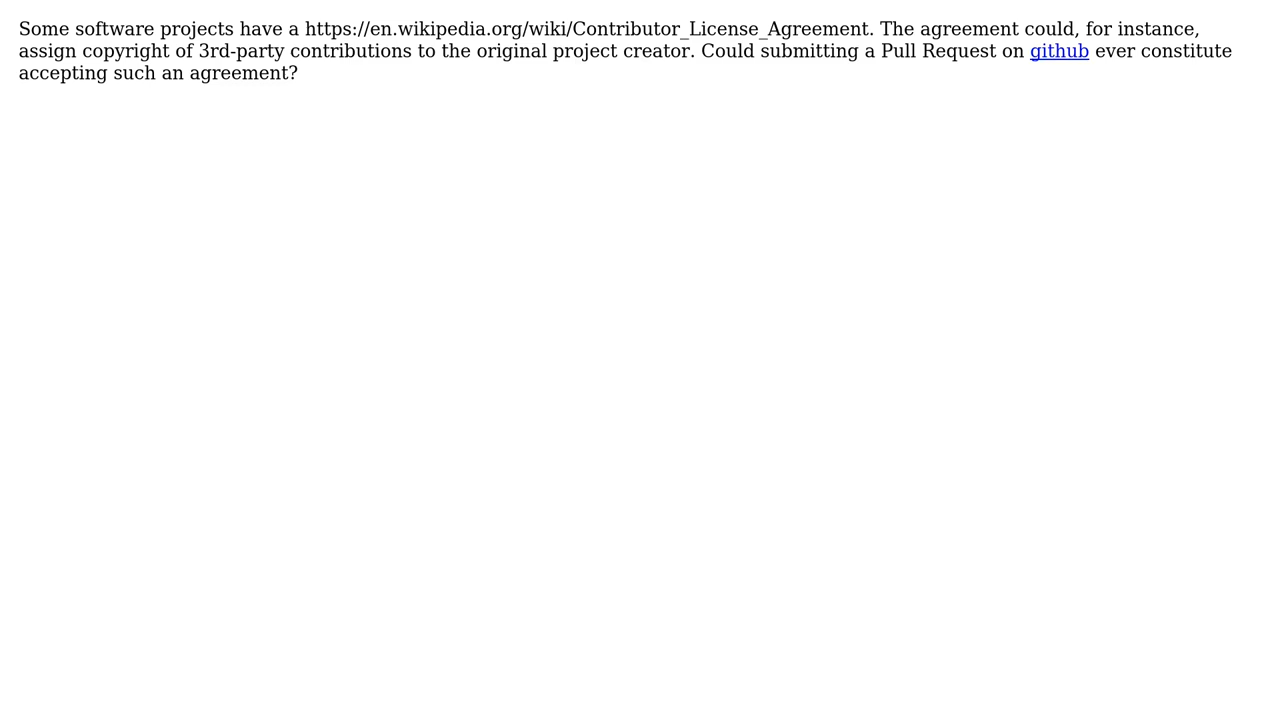 Some software projects have a https://en.wikipedia.org/wiki/Contributor_License_Agreement. The agreement could, for instance,
assign copyright of 3rd-party contributions to the original project creator. Could submitting a Pull Request on github ever constitute
accepting such an agreement?